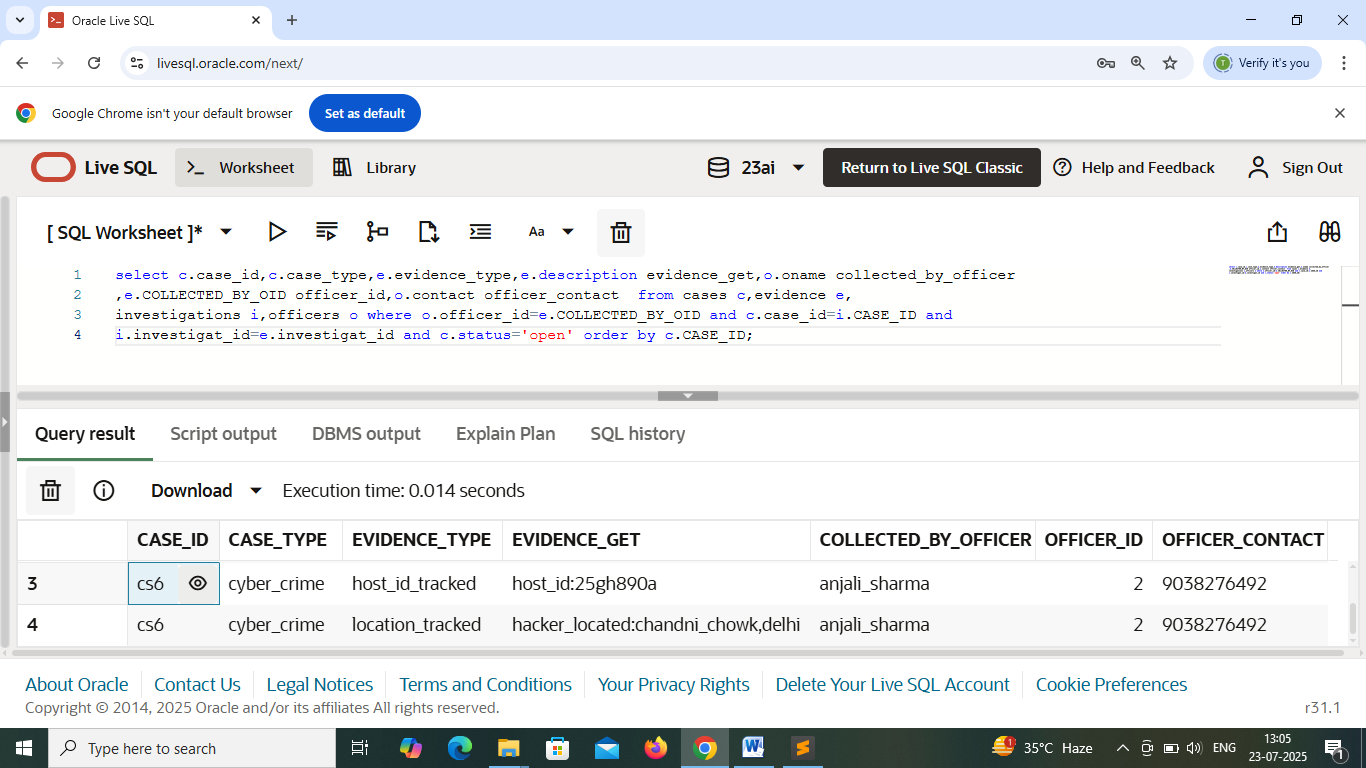 Oracle Live SQL
livesql.oracle.com/next/
T
Verify it's you
Google Chrome isn't your default browser
Set as default
Live SQL
Worksheet
Library
23ai
Return to Live SQL Classic
Help and Feedback
Sign Out
[ SQL Worksheet ]*
Aa
1 select c.case_id,c.case_type,e.evidence_type,e.description evidence_get,o.oname collected_by_officer
2 ,e.COLLECTED_BY_OID officer_id,o.contact officer_contact  from cases c,evidence e,
3 investigations i,officers o where o.officer_id=e.COLLECTED_BY_OID and c.case_id=i.CASE_ID and
4 i.investigat_id=e.investigat_id and c.status='open' order by c.CASE_ID;
Query result
Script output
DBMS output
Explain Plan
SQL history
Download
Execution time: 0.014 seconds
CASE_ID CASE_TYPE EVIDENCE_TYPE EVIDENCE_GET COLLECTED_BY_OFFICER OFFICER_ID OFFICER_CONTACT
3 cs6 cyber_crime host_id_tracked host_id:25gh890a anjali_sharma 2 9038276492
4 cs6 cyber_crime location_tracked hacker_located:chandni_chowk,delhi anjali_sharma 2 9038276492
About Oracle
Contact Us
Legal Notices
Terms and Conditions
Your Privacy Rights
Delete Your Live SQL Account
Cookie Preferences
Copyright © 2014, 2025 Oracle and/or its affiliates All rights reserved.
r31.1
Type here to search
1
35°C Haze
ENG
13:05
23-07-2025
1